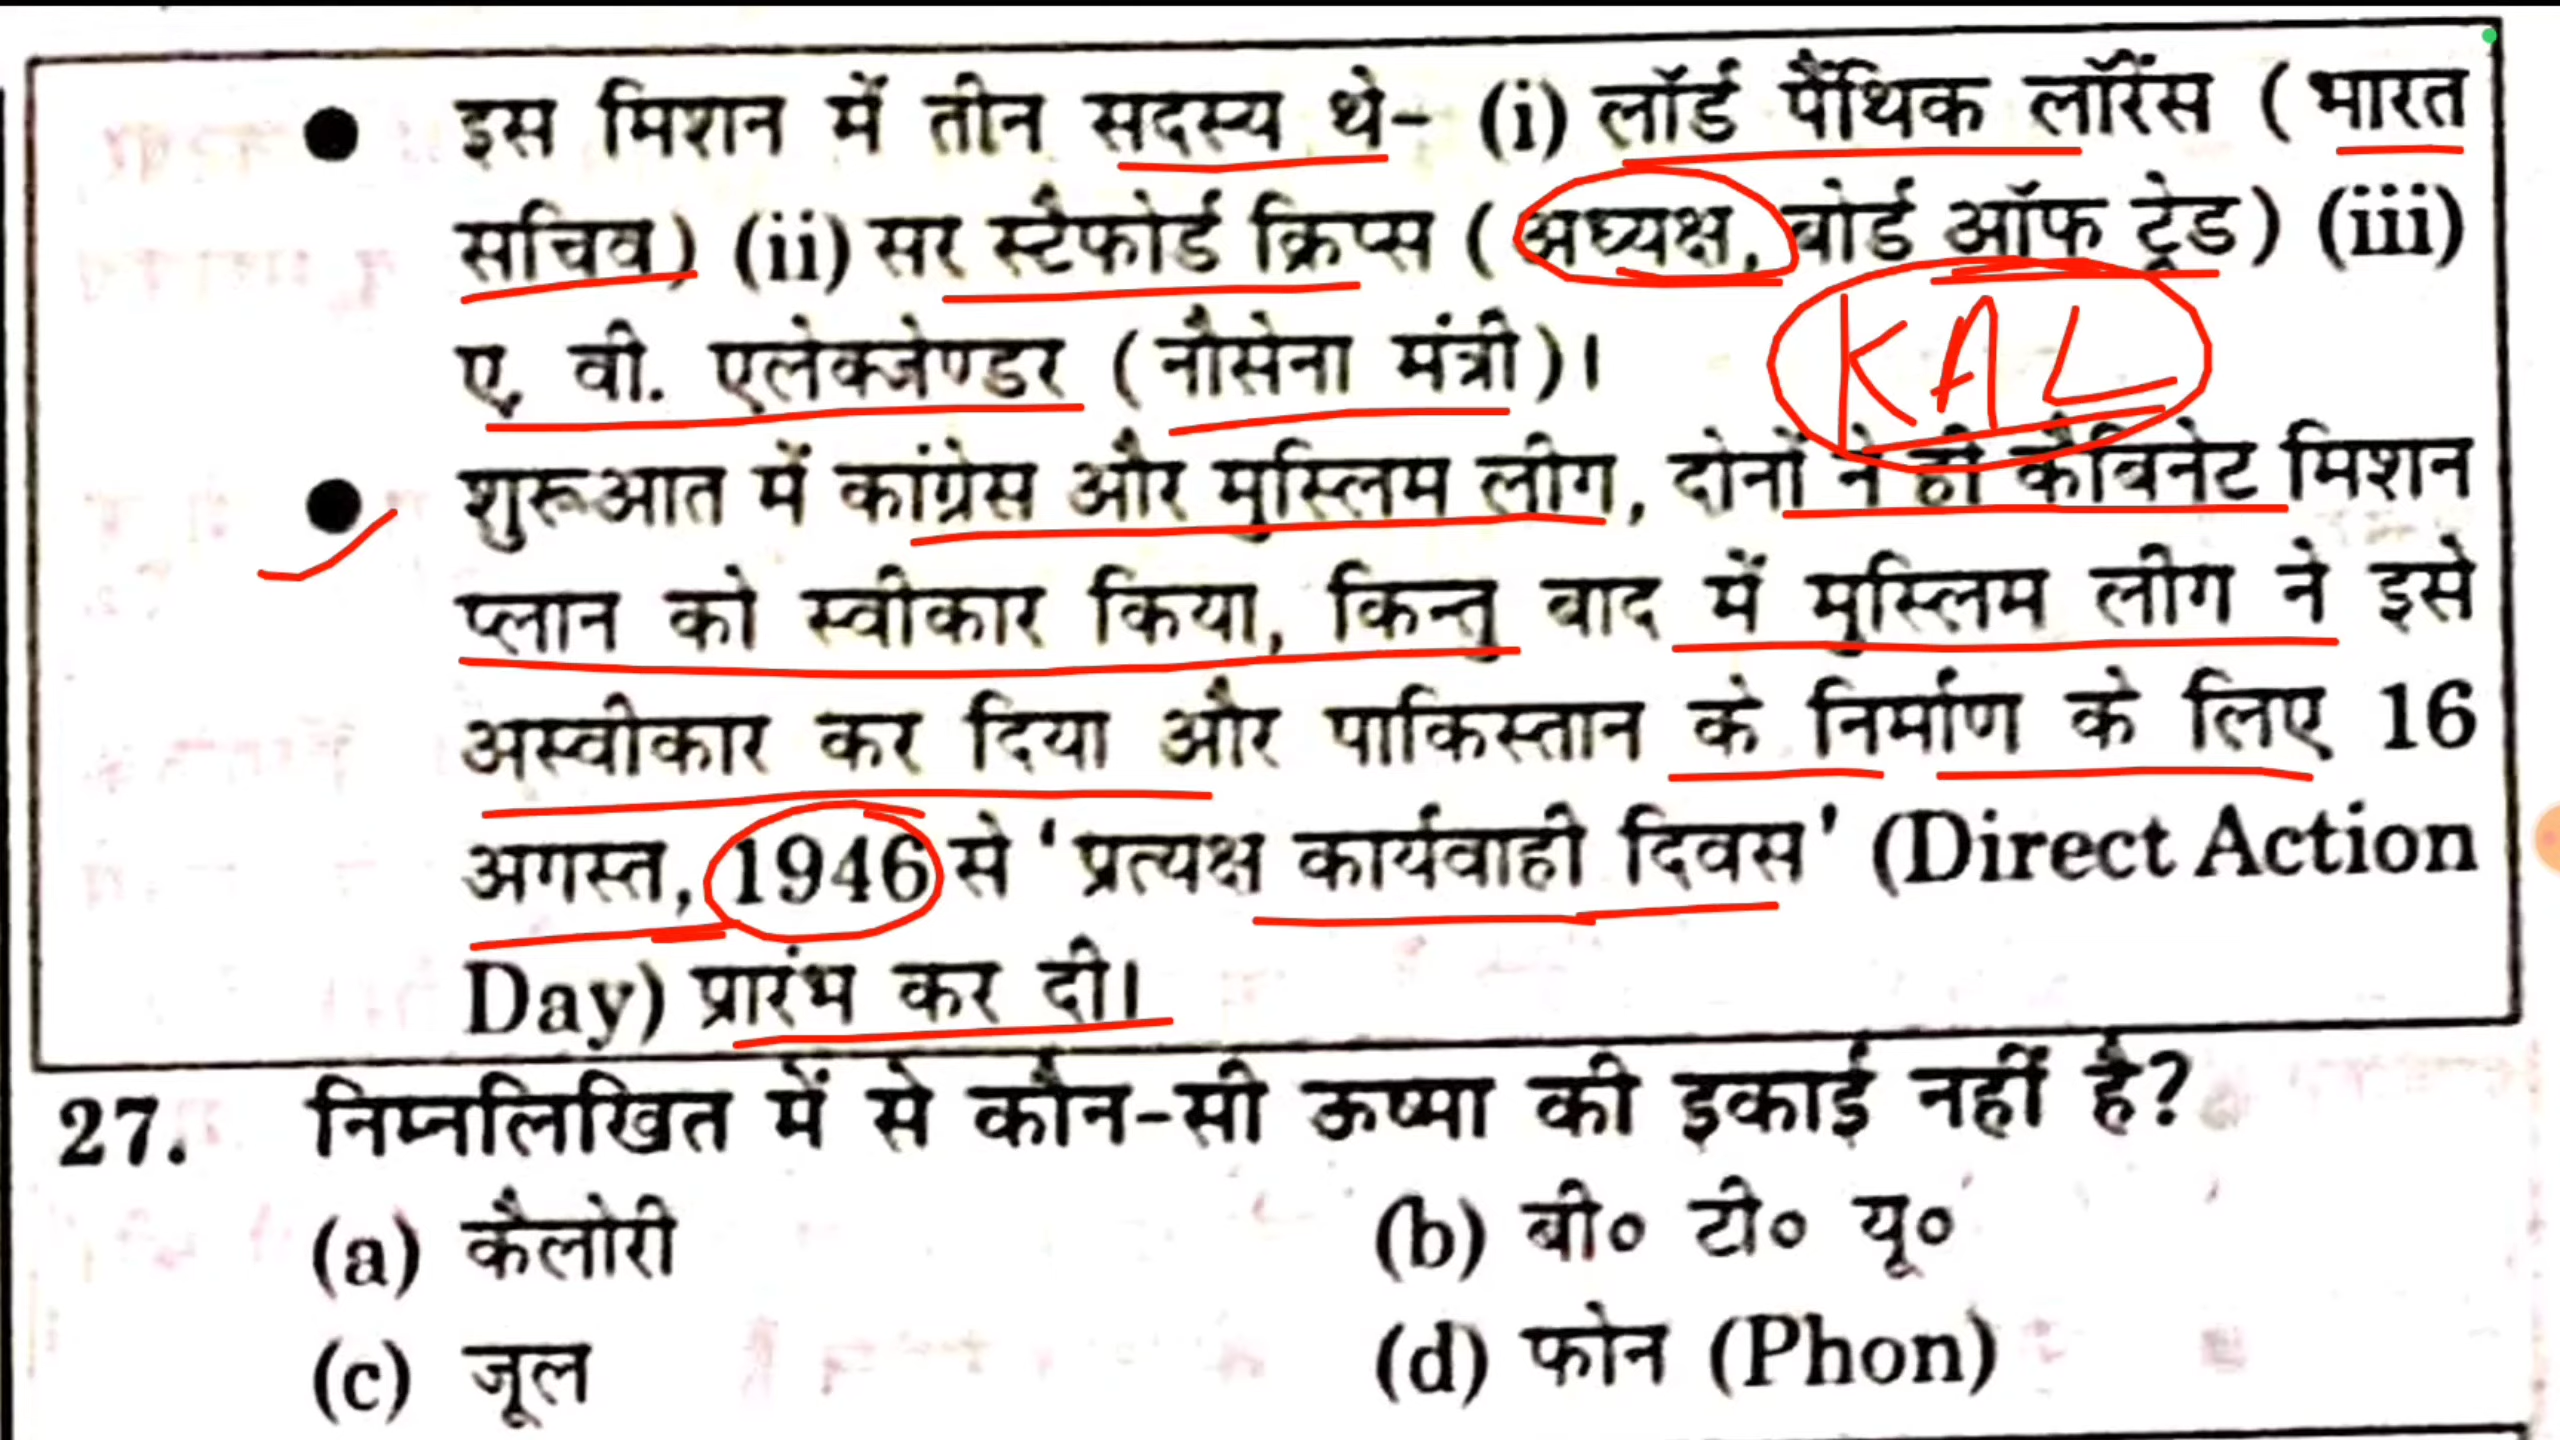 ● इस मिशन में तीन सदस्य थे- (i) लॉर्ड पैंथिक लॉरेंस (भारत
सचिव) (ii) सर स्टैफोर्ड क्रिप्स (अध्यक्ष, बोर्ड ऑफ ट्रेड) (iii)
ए. वी. एलेक्जेण्डर (नौसेना मंत्री)।
KAL
● शुरूआत में कांग्रेस और मुस्लिम लीग, दोनों ने ही कैबिनेट मिशन
प्लान को स्वीकार किया, किन्तु बाद में मुस्लिम लीग ने इसे
अस्वीकार कर दिया और पाकिस्तान के निर्माण के लिए 16
अगस्त, 1946 से 'प्रत्यक्ष कार्यवाही दिवस' (Direct Action
Day) प्रारंभ कर दी।
27. निम्नलिखित में से कौन-सी ऊष्मा की इकाई नहीं है?
(a) कैलोरी (b) बी० टी० यू०
(c) जूल (d) फोन (Phon)